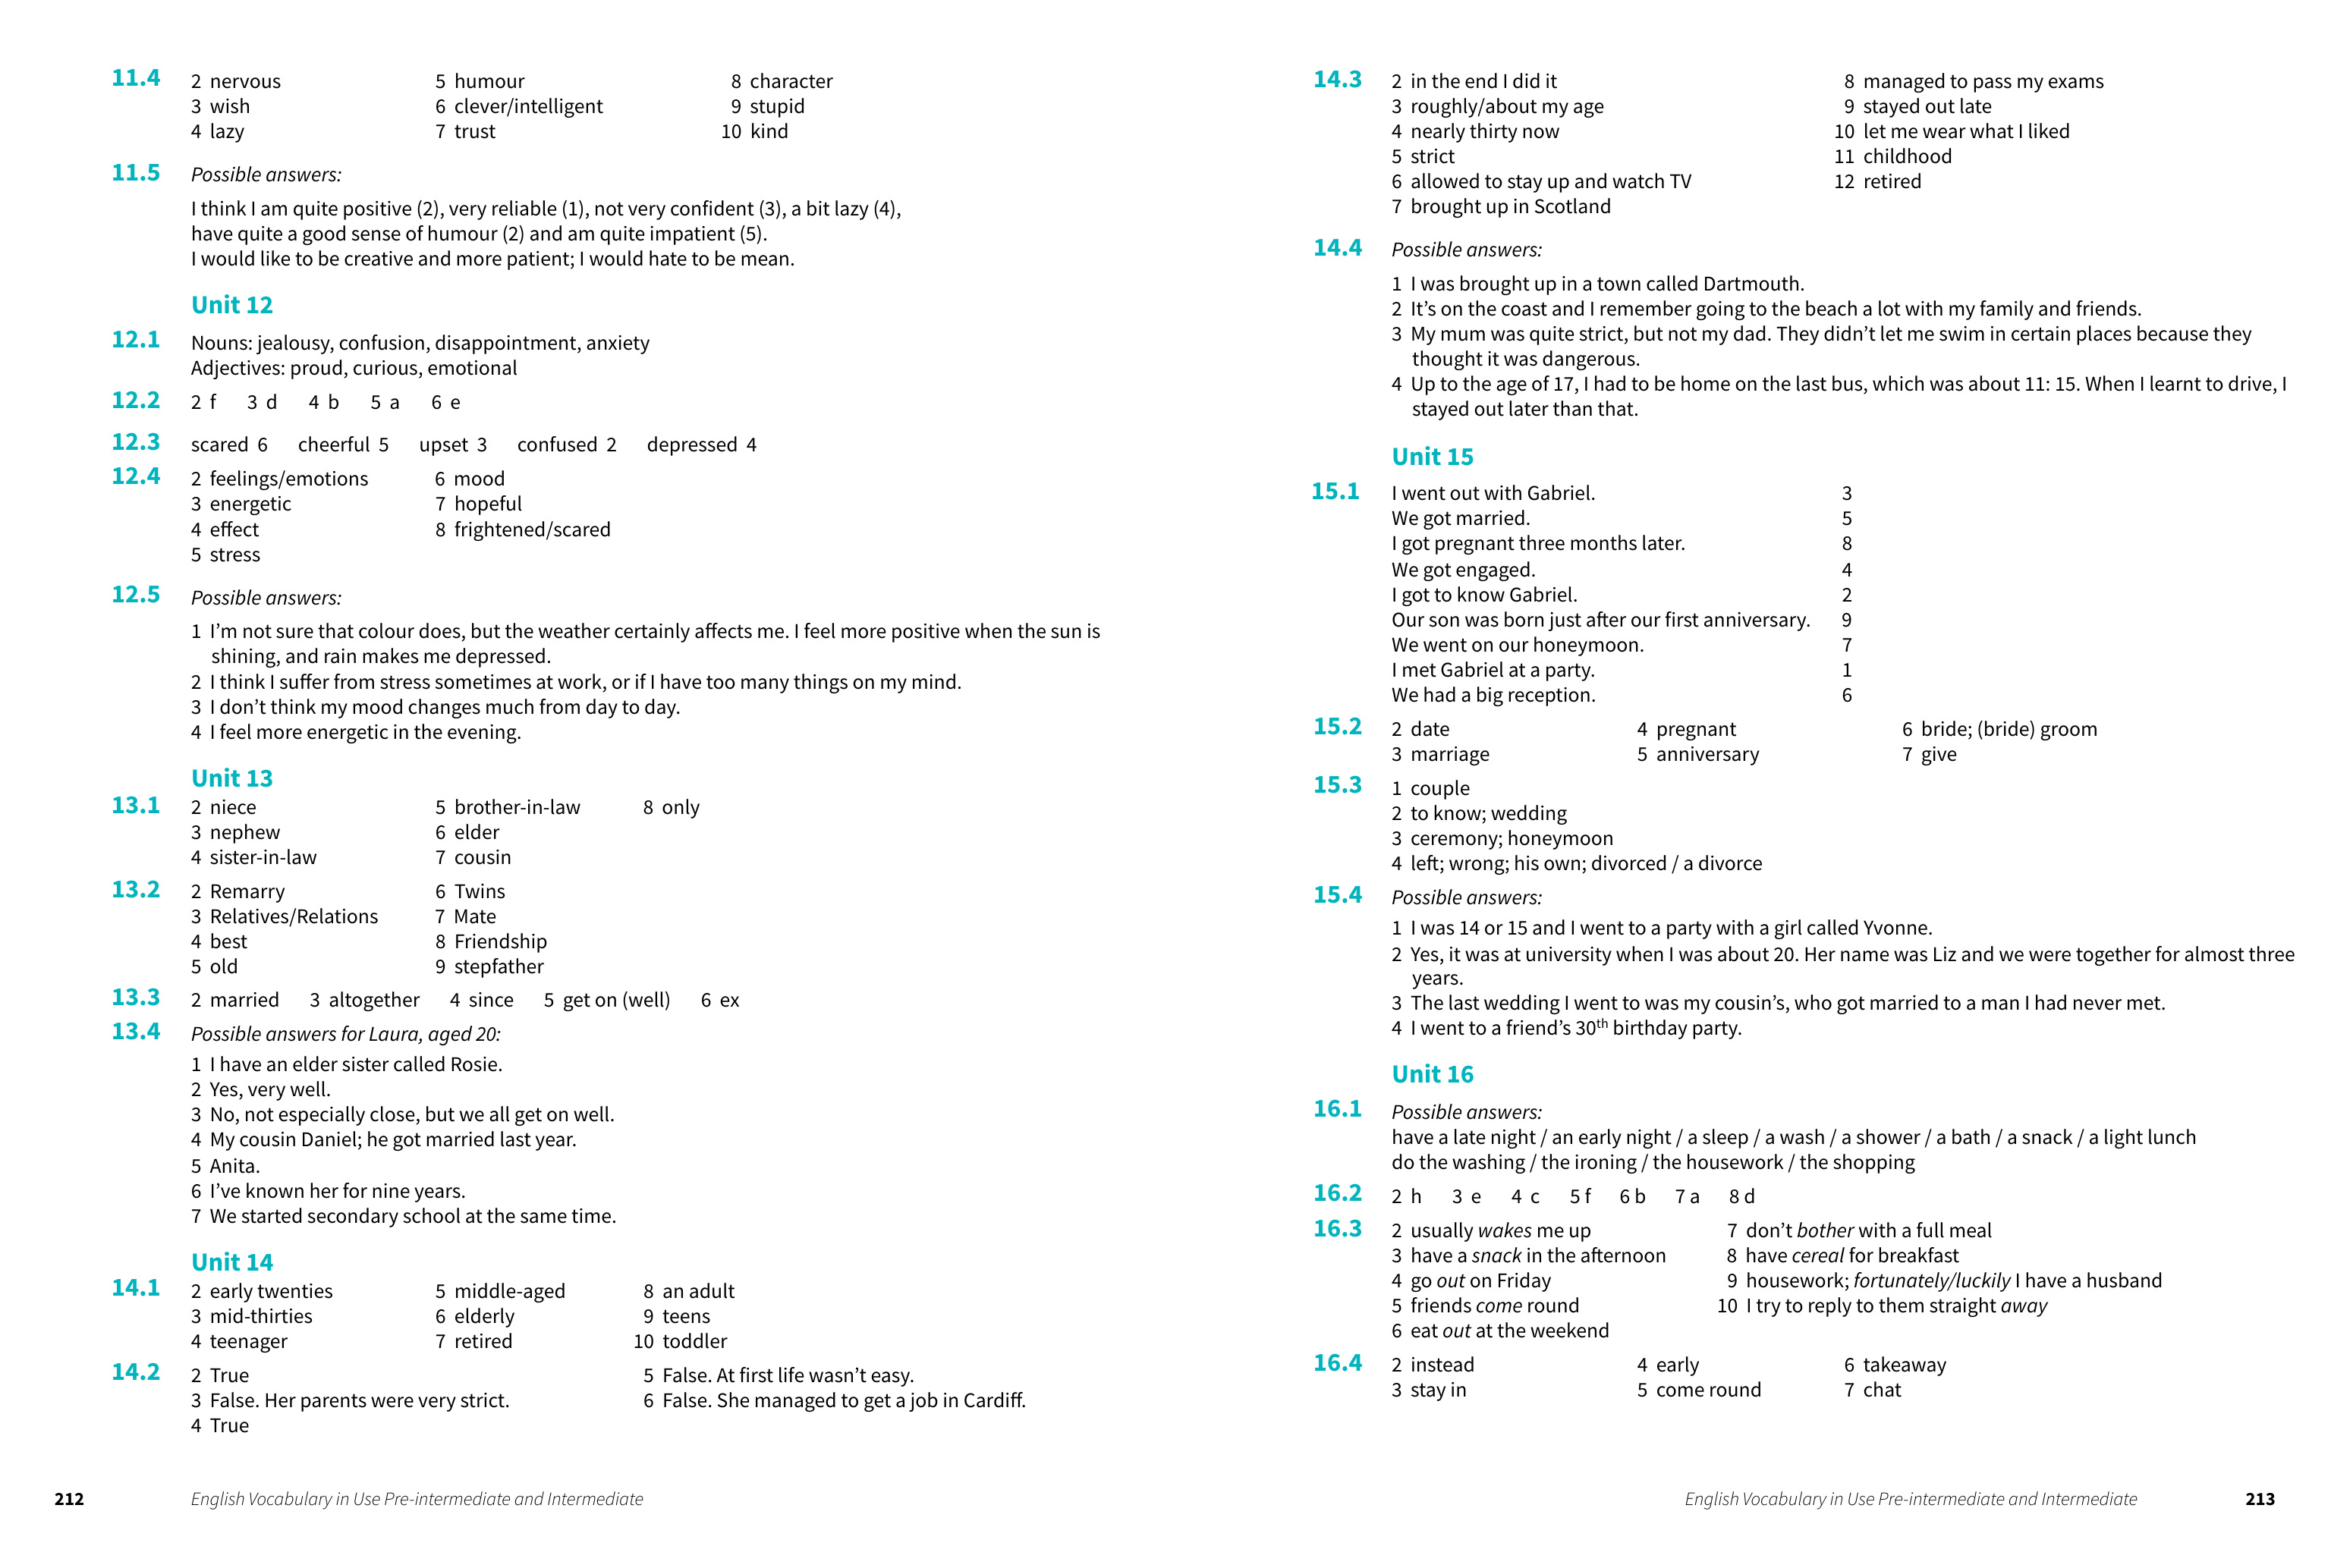 11.4 2 nervous 5 humour 8 character
3 wish 6 clever/intelligent 9 stupid
4 lazy 7 trust 10 kind
11.5 Possible answers:
I think I am quite positive (2), very reliable (1), not very confident (3), a bit lazy (4),
have quite a good sense of humour (2) and am quite impatient (5).
I would like to be creative and more patient; I would hate to be mean.
Unit 12
12.1 Nouns: jealousy, confusion, disappointment, anxiety
Adjectives: proud, curious, emotional
12.2 2 f 3 d 4 b 5 a 6 e
12.3 scared 6 cheerful 5 upset 3 confused 2 depressed 4
12.4 2 feelings/emotions 6 mood
3 energetic 7 hopeful
4 effect 8 frightened/scared
5 stress
12.5 Possible answers:
1 I'm not sure that colour does, but the weather certainly affects me. I feel more positive when the sun is
shining, and rain makes me depressed.
2 I think I suffer from stress sometimes at work, or if I have too many things on my mind.
3 I don't think my mood changes much from day to day.
4 I feel more energetic in the evening.
Unit 13
13.1 2 niece 5 brother-in-law 8 only
3 nephew 6 elder
4 sister-in-law 7 cousin
13.2 2 Remarry 6 Twins
3 Relatives/Relations 7 Mate
4 best 8 Friendship
5 old 9 stepfather
13.3 2 married 3 altogether 4 since 5 get on (well) 6 ex
13.4 Possible answers for Laura, aged 20:
1 I have an elder sister called Rosie.
2 Yes, very well.
3 No, not especially close, but we all get on well.
4 My cousin Daniel; he got married last year.
5 Anita.
6 I've known her for nine years.
7 We started secondary school at the same time.
Unit 14
14.1 2 early twenties 5 middle-aged 8 an adult
3 mid-thirties 6 elderly 9 teens
4 teenager 7 retired 10 toddler
14.2 2 True 5 False. At first life wasn't easy.
3 False. Her parents were very strict. 6 False. She managed to get a job in Cardiff.
4 True
212 English Vocabulary in Use Pre-intermediate and Intermediate
14.3 2 in the end I did it 8 managed to pass my exams
3 roughly/about my age 9 stayed out late
4 nearly thirty now 10 let me wear what I liked
5 strict 11 childhood
6 allowed to stay up and watch TV 12 retired
7 brought up in Scotland
14.4 Possible answers:
1 I was brought up in a town called Dartmouth.
2 It's on the coast and I remember going to the beach a lot with my family and friends.
3 My mum was quite strict, but not my dad. They didn't let me swim in certain places because they
thought it was dangerous.
4 Up to the age of 17, I had to be home on the last bus, which was about 11: 15. When I learnt to drive, I
stayed out later than that.
Unit 15
15.1 I went out with Gabriel. 3
We got married. 5
I got pregnant three months later. 8
We got engaged. 4
I got to know Gabriel. 2
Our son was born just after our first anniversary. 9
We went on our honeymoon. 7
I met Gabriel at a party. 1
We had a big reception. 6
15.2 2 date 4 pregnant 6 bride; (bride) groom
3 marriage 5 anniversary 7 give
15.3 1 couple
2 to know; wedding
3 ceremony; honeymoon
4 left; wrong; his own; divorced / a divorce
15.4 Possible answers:
1 I was 14 or 15 and I went to a party with a girl called Yvonne.
2 Yes, it was at university when I was about 20. Her name was Liz and we were together for almost three
years.
3 The last wedding I went to was my cousin's, who got married to a man I had never met.
4 I went to a friend's 30th birthday party.
Unit 16
16.1 Possible answers:
have a late night / an early night / a sleep / a wash / a shower / a bath / a snack / a light lunch
do the washing / the ironing / the housework / the shopping
16.2 2 h 3 e 4 c 5 f 6 b 7 a 8 d
16.3 2 usually wakes me up 7 don't bother with a full meal
3 have a snack in the afternoon 8 have cereal for breakfast
4 go out on Friday 9 housework; fortunately/luckily I have a husband
5 friends come round 10 I try to reply to them straight away
6 eat out at the weekend
16.4 2 instead 4 early 6 takeaway
3 stay in 5 come round 7 chat
English Vocabulary in Use Pre-intermediate and Intermediate 213